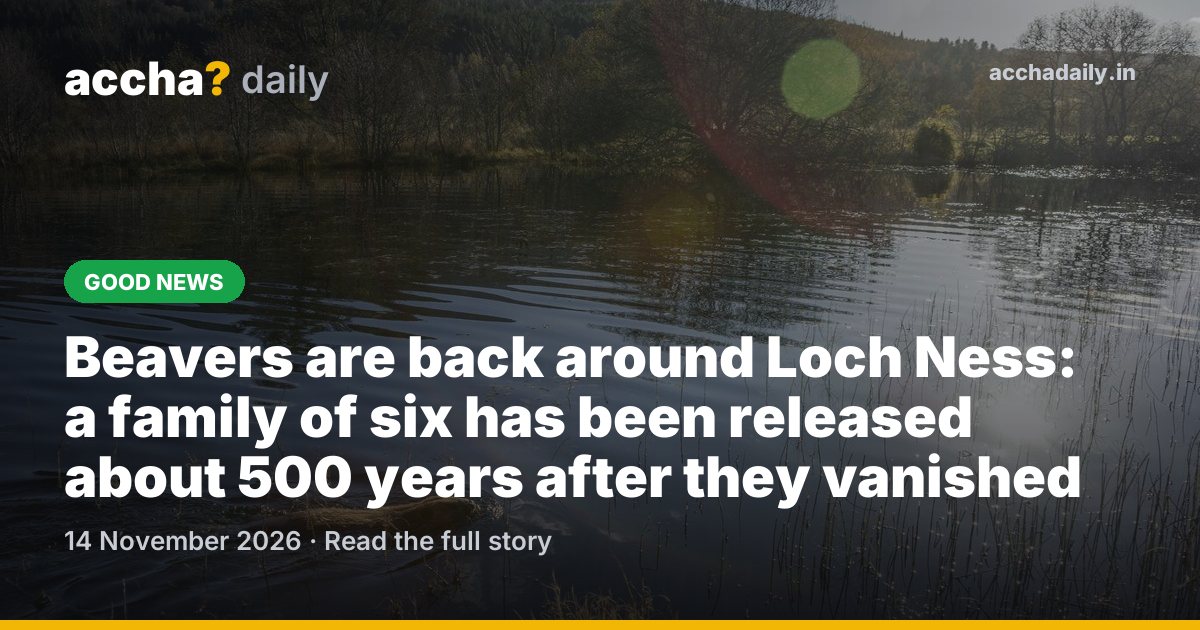 accha? daily
acchadaily.in
GOOD NEWS
Beavers are back around Loch Ness:
a family of six has been released
about 500 years after they vanished
14 November 2026 · Read the full story